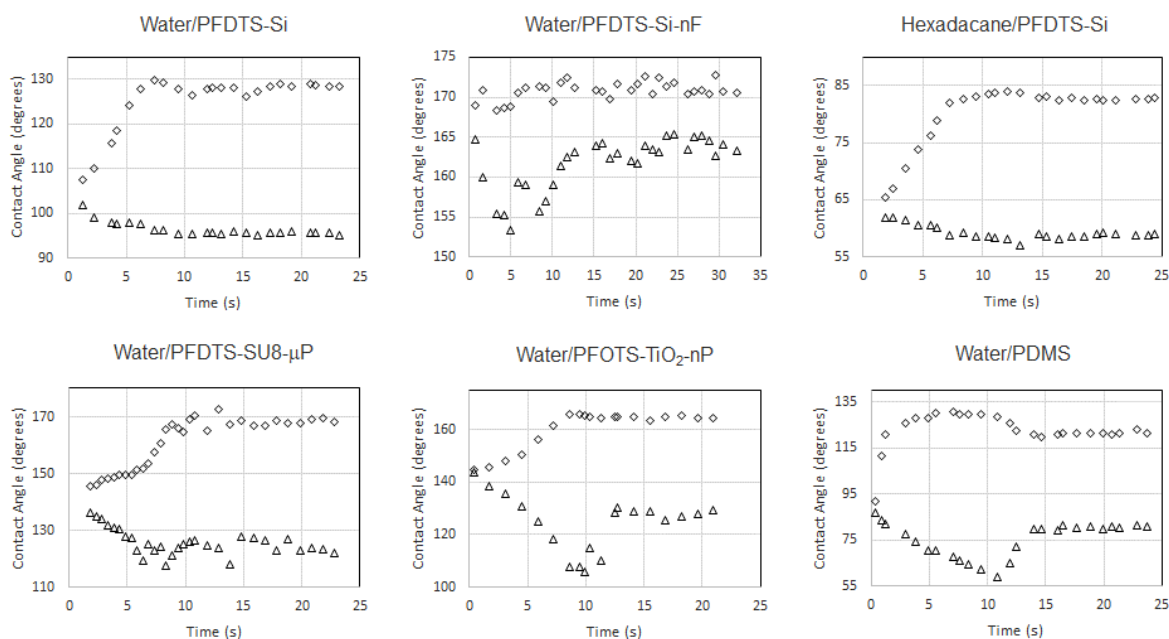 Water/PFDTS-Si
Contact Angle (degrees)
130
120
110
100
90
0 5 10 15 20 25
Time (s)
Water/PFDTS-Si-nF
Contact Angle (degrees)
175
170
165
160
155
150
0 5 10 15 20 25 30 35
Time (s)
Hexadacane/PFDTS-Si
Contact Angle (degrees)
85
75
65
55
0 5 10 15 20 25
Time (s)
Water/PFDTS-SU8-μP
Contact Angle (degrees)
170
150
130
110
0 5 10 15 20 25
Time (s)
Water/PFOTS-TiO₂-nP
Contact Angle (degrees)
160
140
120
100
0 5 10 15 20 25
Time (s)
Water/PDMS
Contact Angle (degrees)
135
115
95
75
55
0 5 10 15 20 25
Time (s)